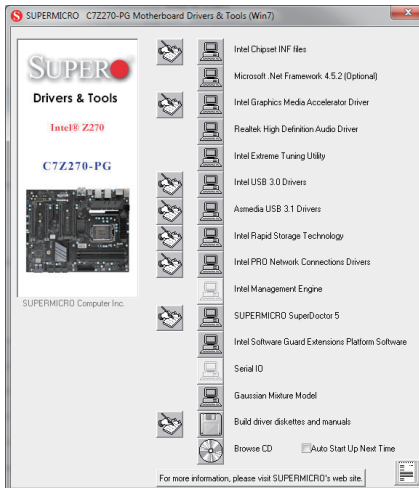 SUPERMICRO C7Z270-PG Motherboard Drivers & Tools (Win7)
SUPERO
Drivers & Tools
Intel® Z270
C7Z270-PG
SUPERMICRO Computer Inc.
Intel Chipset INF files
Microsoft .Net Framework 4.5.2 (Optional)
Intel Graphics Media Accelerator Driver
Realtek High Definition Audio Driver
Intel Extreme Tuning Utility
Intel USB 3.0 Drivers
Asmedia USB 3.1 Drivers
Intel Rapid Storage Technology
Intel PRO Network Connections Drivers
Intel Management Engine
SUPERMICRO SuperDoctor 5
Intel Software Guard Extensions Platform Software
Serial IO
Gaussian Mixture Model
Build driver diskettes and manuals
Browse CD
Auto Start Up Next Time
For more information, please visit SUPERMICRO's web site.